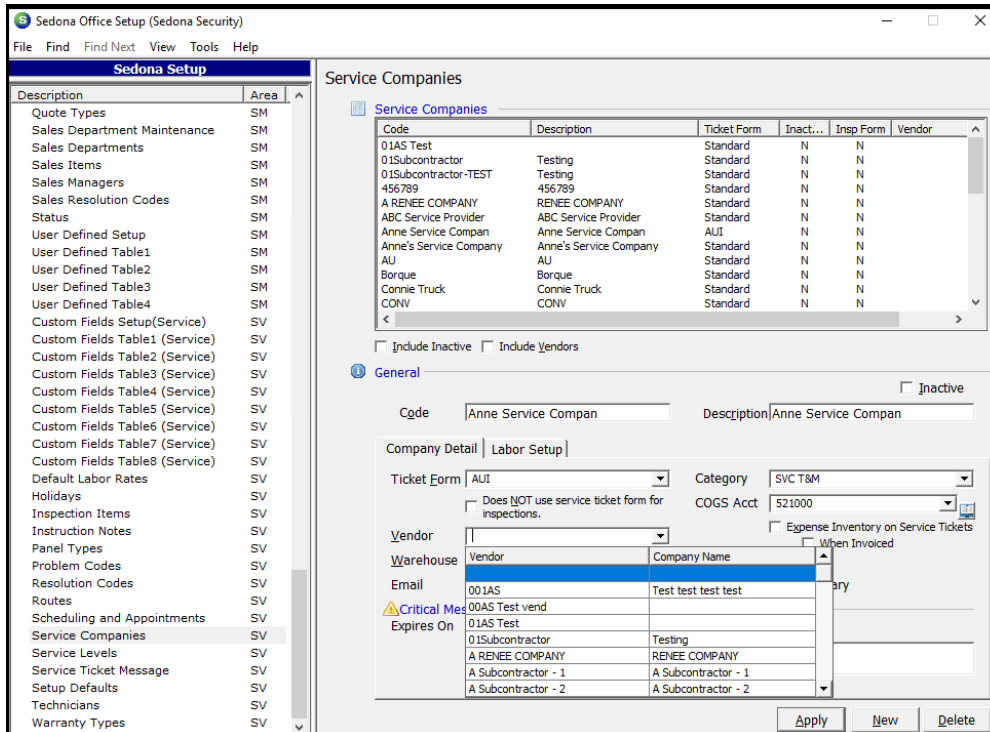 Sedona Office Setup (Sedona Security)
File Find Find Next View Tools Help
Sedona Setup
Description Area
Quote Types SM
Sales Department Maintenance SM
Sales Departments SM
Sales Items SM
Sales Managers SM
Sales Resolution Codes SM
Status SM
User Defined Setup SM
User Defined Table1 SM
User Defined Table2 SM
User Defined Table3 SM
User Defined Table4 SM
Custom Fields Setup(Service) SV
Custom Fields Table1 (Service) SV
Custom Fields Table2 (Service) SV
Custom Fields Table3 (Service) SV
Custom Fields Table4 (Service) SV
Custom Fields Table5 (Service) SV
Custom Fields Table6 (Service) SV
Custom Fields Table7 (Service) SV
Custom Fields Table8 (Service) SV
Default Labor Rates SV
Holidays SV
Inspection Items SV
Instruction Notes SV
Panel Types SV
Problem Codes SV
Resolution Codes SV
Routes SV
Scheduling and Appointments SV
Service Companies SV
Service Levels SV
Service Ticket Message SV
Setup Defaults SV
Technicians SV
Warranty Types SV
Service Companies
Service Companies
Code Description Ticket Form Inact... Insp Form Vendor
01AS Test Standard N N
01Subcontractor Testing Standard N N
01Subcontractor-TEST Testing Standard N N
456789 456789 Standard N N
A RENEE COMPANY RENEE COMPANY Standard N N
ABC Service Provider ABC Service Provider Standard N N
Anne Service Compan Anne Service Compan AUI N N
Anne's Service Company Anne's Service Company Standard N N
AU AU Standard N N
Borque Borque Standard N N
Connie Truck Connie Truck Standard N N
CONV CONV Standard N N
Include Inactive Include Vendors
General
Inactive
Code Anne Service Compan Description Anne Service Compan
Company Detail Labor Setup
Ticket Form AUI Category SVC T&M
Does NOT use service ticket form for
inspections.
COGS Acct 521000
Expense Inventory on Service Tickets
When Invoiced
Vendor
Warehouse
Email ary
Critical Mes
Expires On
Vendor Company Name
001AS Test test test test
00AS Test vend
01AS Test
01Subcontractor Testing
A RENEE COMPANY RENEE COMPANY
A Subcontractor - 1 A Subcontractor - 1
A Subcontractor - 2 A Subcontractor - 2
Apply New Delete